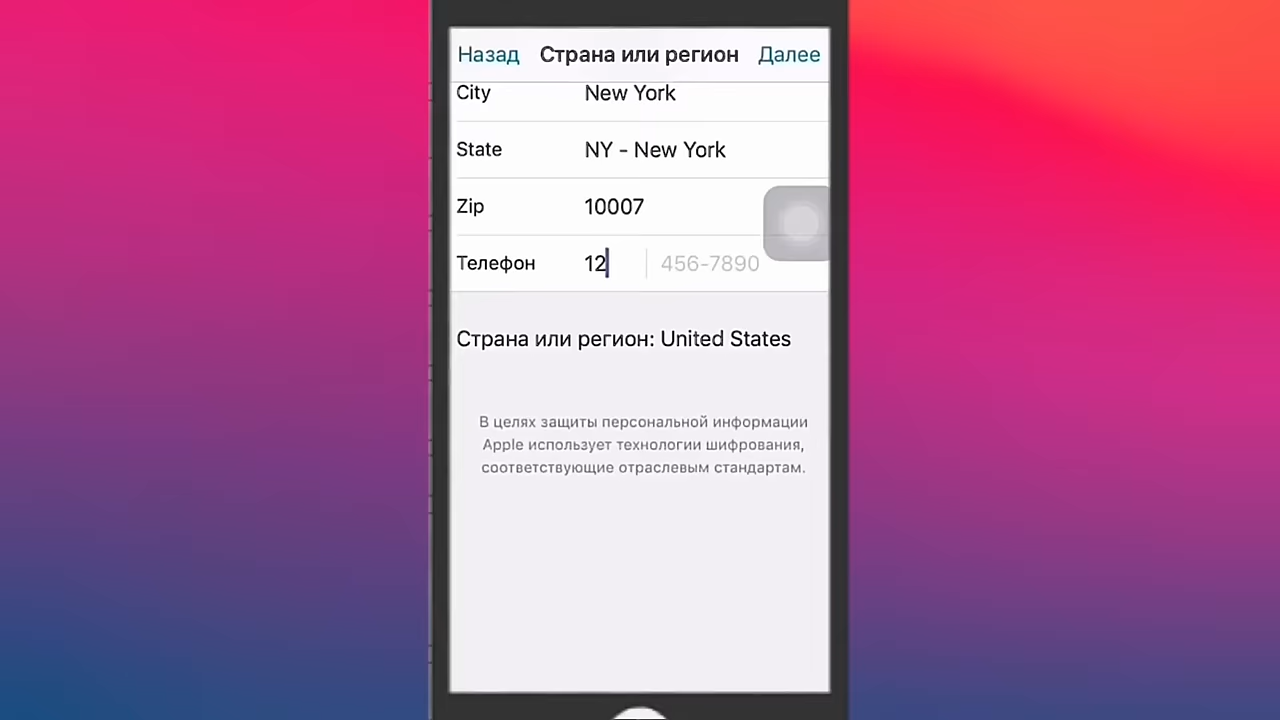 Назад Страна или регион Далее
City New York
State NY - New York
Zip 10007
Телефон 12 456-7890
Страна или регион: United States
В целях защиты персональной информации
Apple использует технологии шифрования,
соответствующие отраслевым стандартам.